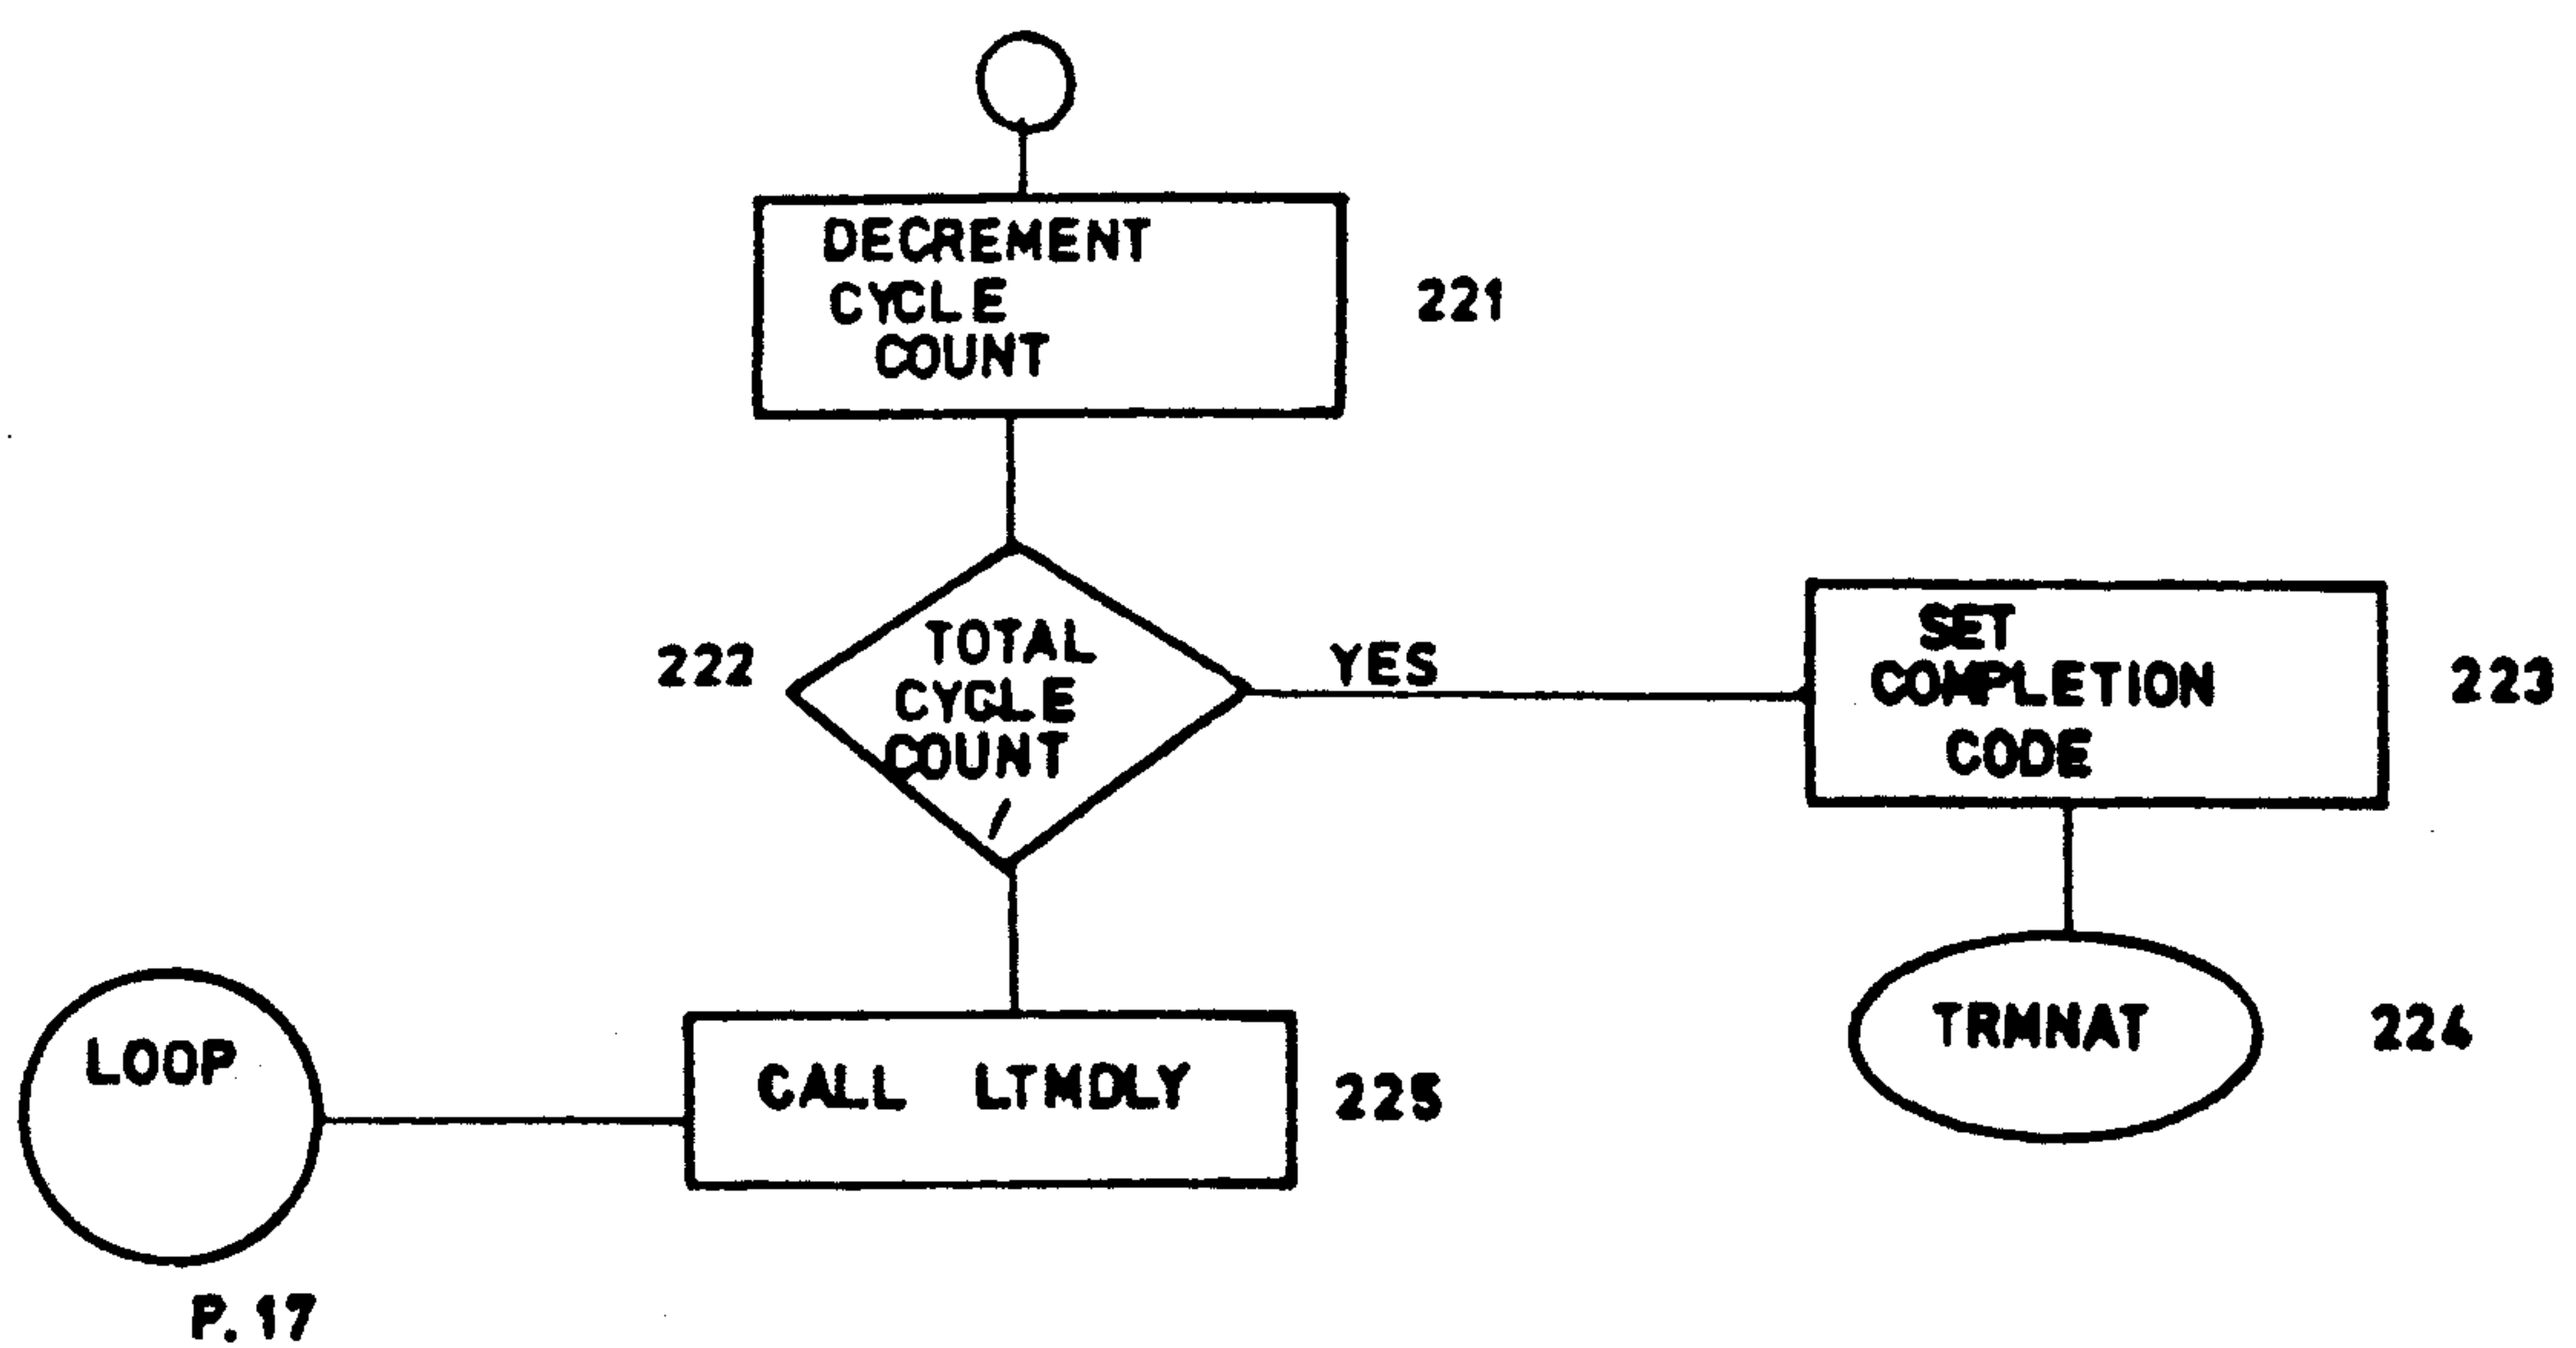 DECREMENT
CYCLE
COUNT
221
222
TOTAL
CYCLE
COUNT
YES
SET
COMPLETION
CODE
223
TRMNAT
224
CALL LTMDLY
225
LOOP
P.17